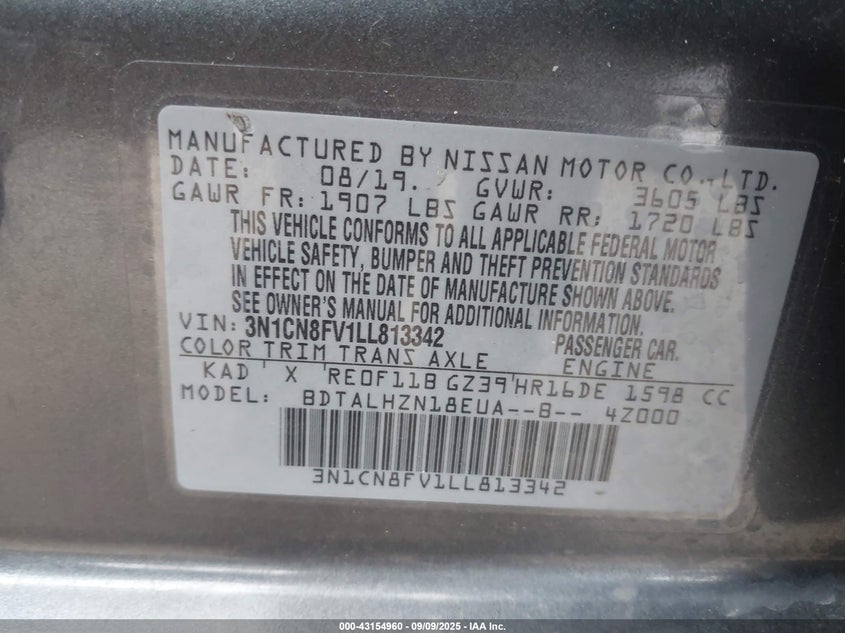 MANUFACTURED BY NISSAN MOTOR CO., LTD.
DATE: 08/19. GVWR: 3605 LBS
GAWR FR: 1907 LBS GAWR RR: 1720 LBS
THIS VEHICLE CONFORMS TO ALL APPLICABLE FEDERAL MOTOR
VEHICLE SAFETY, BUMPER AND THEFT PREVENTION STANDARDS
IN EFFECT ON THE DATE OF MANUFACTURE SHOWN ABOVE.
SEE OWNER'S MANUAL FOR ADDITIONAL INFORMATION.
VIN: 3N1CN8FV1LL813342 PASSENGER CAR.
COLOR TRIM TRANS AXLE ENGINE
KAD X RE0F11B GZ39 HR16DE 1598 CC
MODEL: BDTALHZN18EUA--B-- 4Z000
3N1CN8FV1LL813342
000-43154960 - 09/09/2025 - IAA Inc.